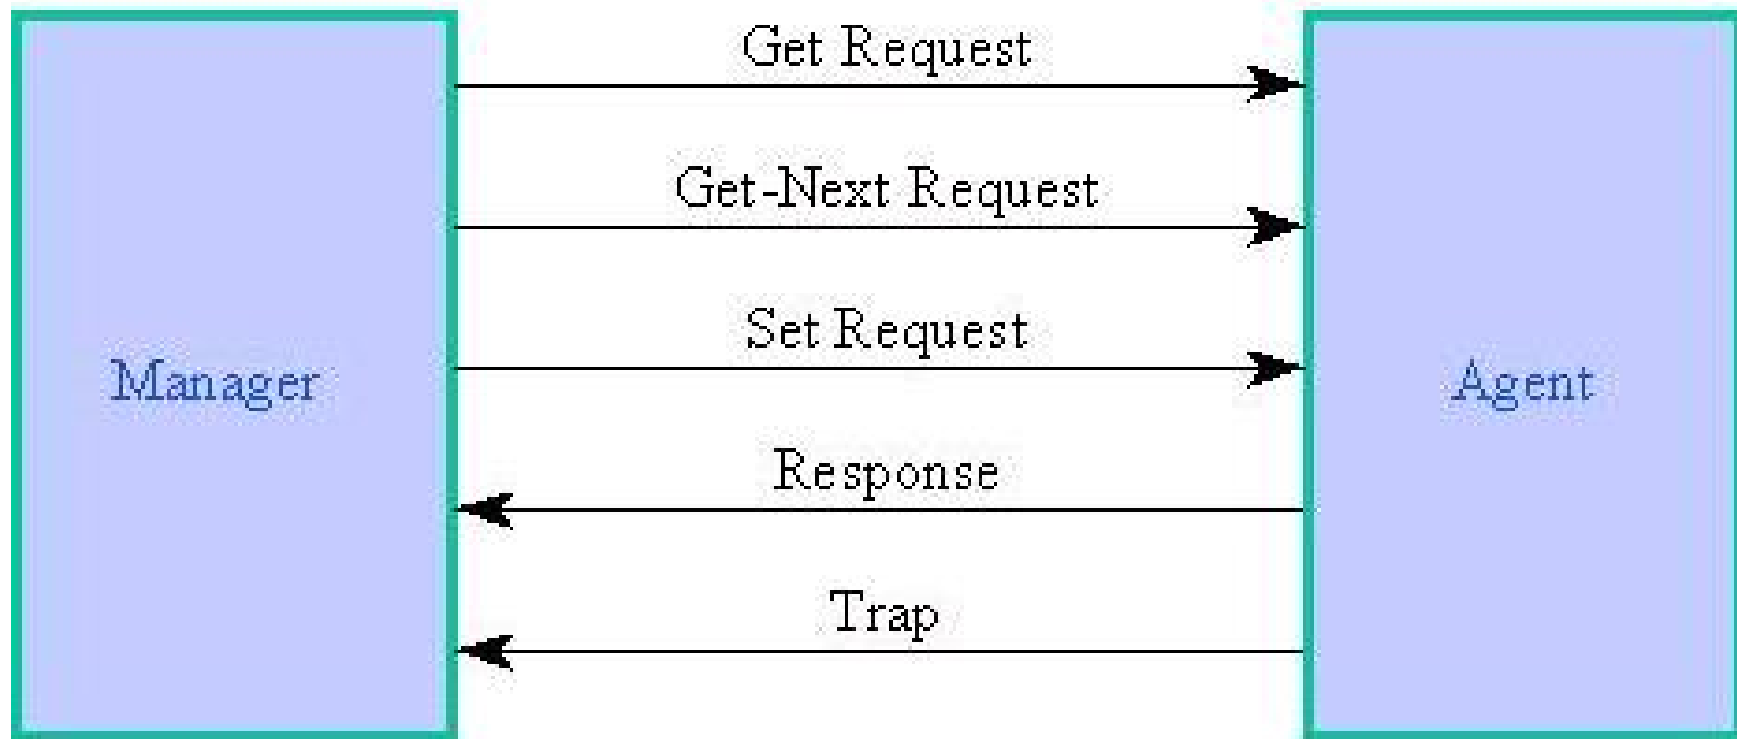 Get Request
Get-Next Request
Set Request
Manager
Agent
Response
Trap